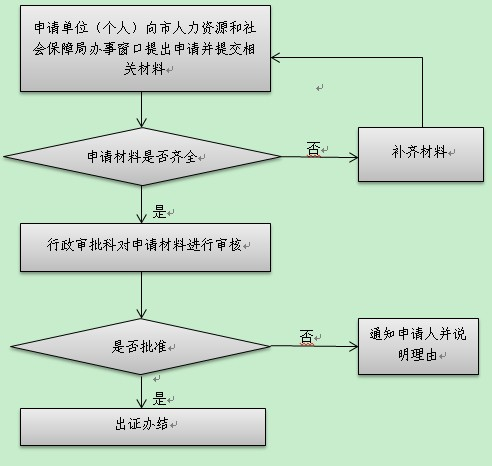 申请单位（个人）向市人力资源和社
会保障局办事窗口提出申请并提交相
关材料
申请材料是否齐全
否
补齐材料
是
行政审批科对申请材料进行审核
是否批准
否
通知申请人并说
明理由
是
出证办结